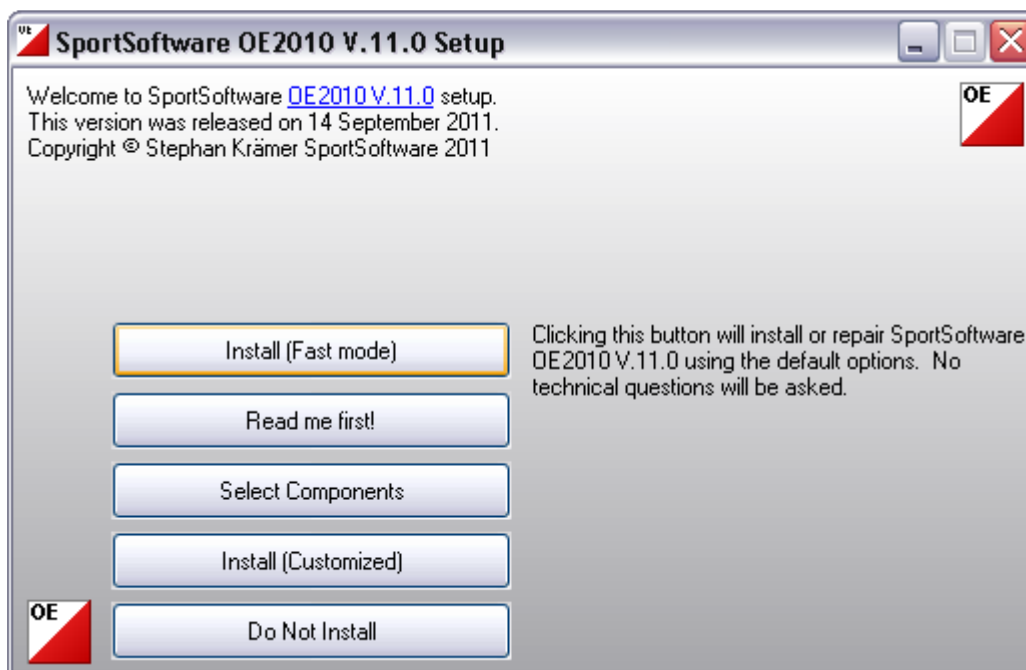 SportSoftware OE2010 V.11.0 Setup
Welcome to SportSoftware OE2010 V.11.0 setup.
OE
This version was released on 14 September 2011.
Copyright © Stephan Krämer SportSoftware 2011
Install (Fast mode)
Clicking this button will install or repair SportSoftware
OE2010 V.11.0 using the default options. No
technical questions will be asked.
Read me first!
Select Components
Install (Customized)
OE
Do Not Install